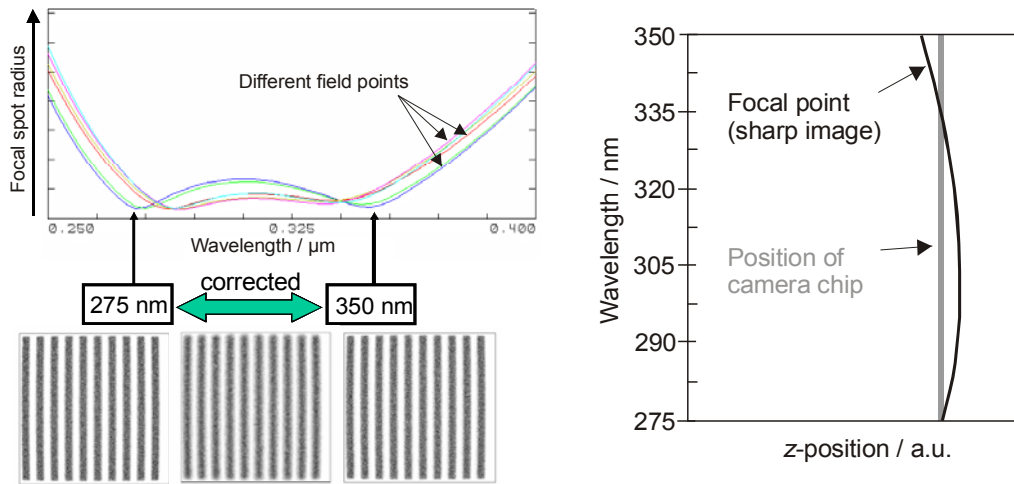 Focal spot radius
Different field points
0.250
0.325
0.400
Wavelength / µm
275 nm
corrected
350 nm
350
335
320
305
290
275
Wavelength / nm
Focal point
(sharp image)
Position of
camera chip
z-position / a.u.